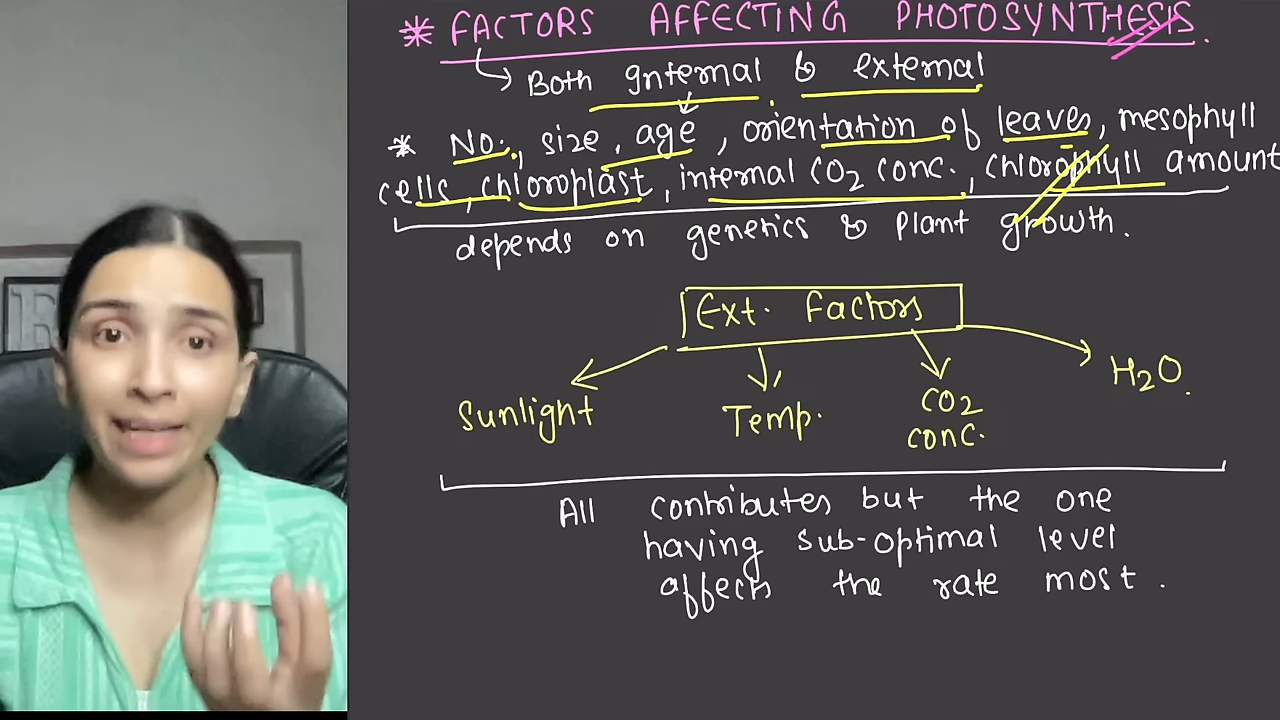 * FACTORS AFFECTING PHOTOSYNTHESIS.
Both Internal & external
* No., size, age, orientation of leaves, mesophyll
cells, chloroplast, internal CO2 conc., chlorophyll amount
depends on genetics & plant growth.
Ext. Factors
Sunlight
Temp.
CO2
conc.
H2O.
All contributes but the one
having sub-optimal level
affects the rate most.